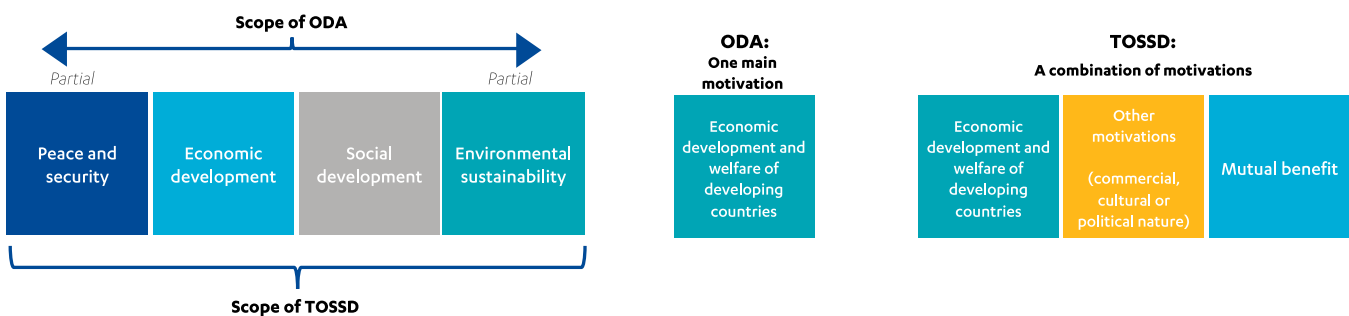 Scope of ODA
Partial
Partial
Peace and
security
Economic
development
Social
development
Environmental
sustainability
Scope of TOSSD
ODA:
One main
motivation
Economic
development and
welfare of
developing
countries
TOSSD:
A combination of motivations
Economic
development and
welfare of
developing
countries
Other
motivations
(commercial,
cultural or
political nature)
Mutual benefit